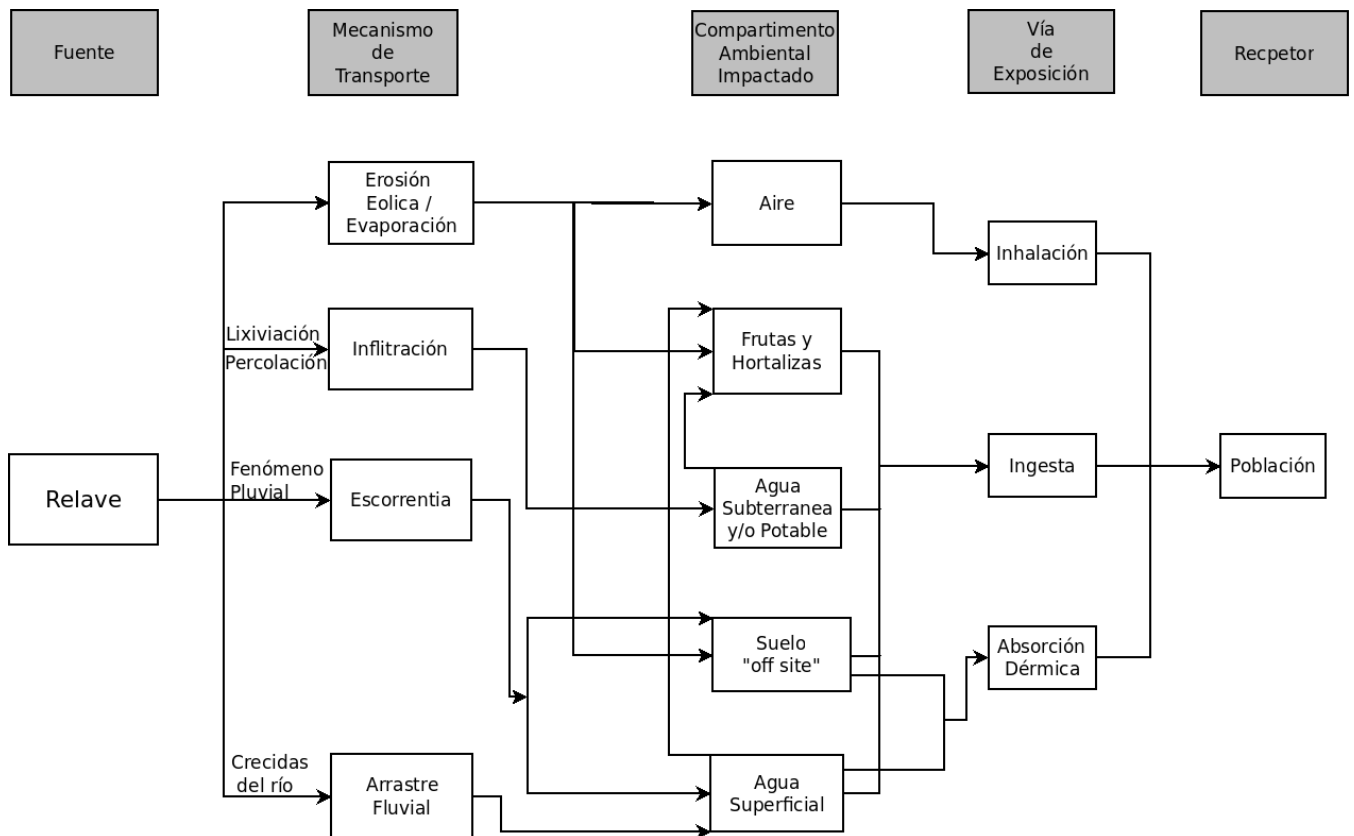 Fuente
Mecanismo
de
Transporte
Compartimento
Ambiental
Impactado
Vía
de
Exposición
Recpetor
Erosión
Eolica /
Evaporación
Aire
Inhalación
Lixiviación
Percolación
Inflitración
Frutas y
Hortalizas
Relave
Fenómeno
Pluvial
Escorrentia
Agua
Subterranea
y/o Potable
Ingesta
Población
Suelo
"off site"
Absorción
Dérmica
Crecidas
del río
Arrastre
Fluvial
Agua
Superficial